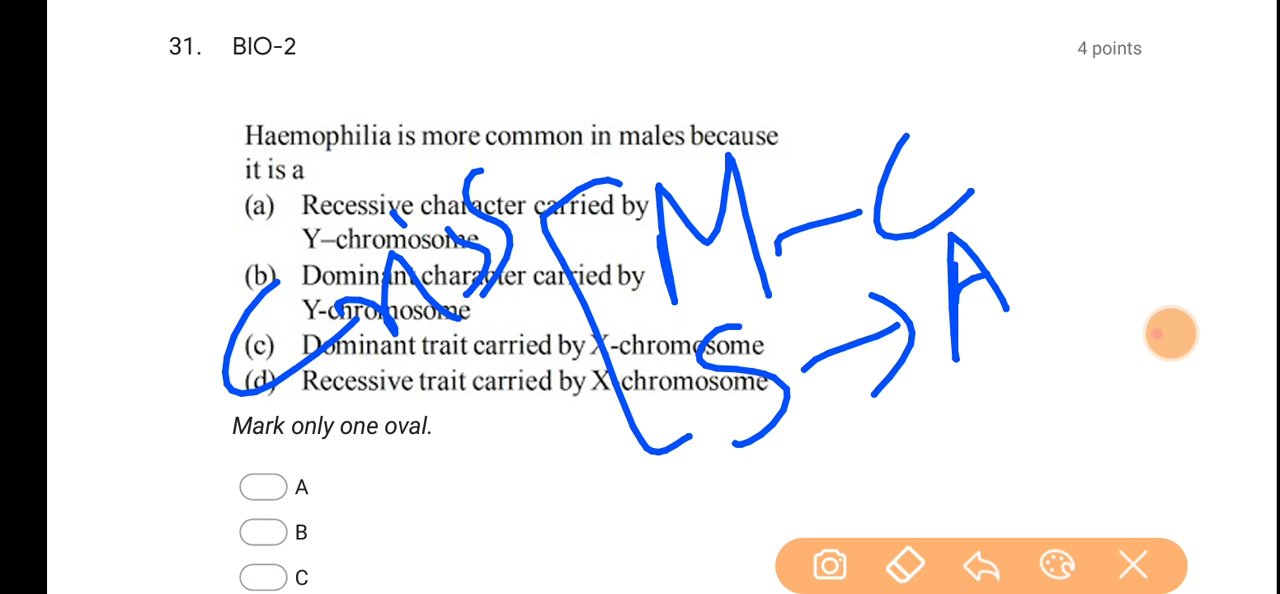 31. BIO-2
4 points
Haemophilia is more common in males because
it is a
(a) Recessive character carried by
Y–chromosome
(b) Dominant character carried by
Y-chromosome
(c) Dominant trait carried by X-chromosome
(d) Recessive trait carried by X chromosome
M - C
S → A
Mark only one oval.
A
B
C